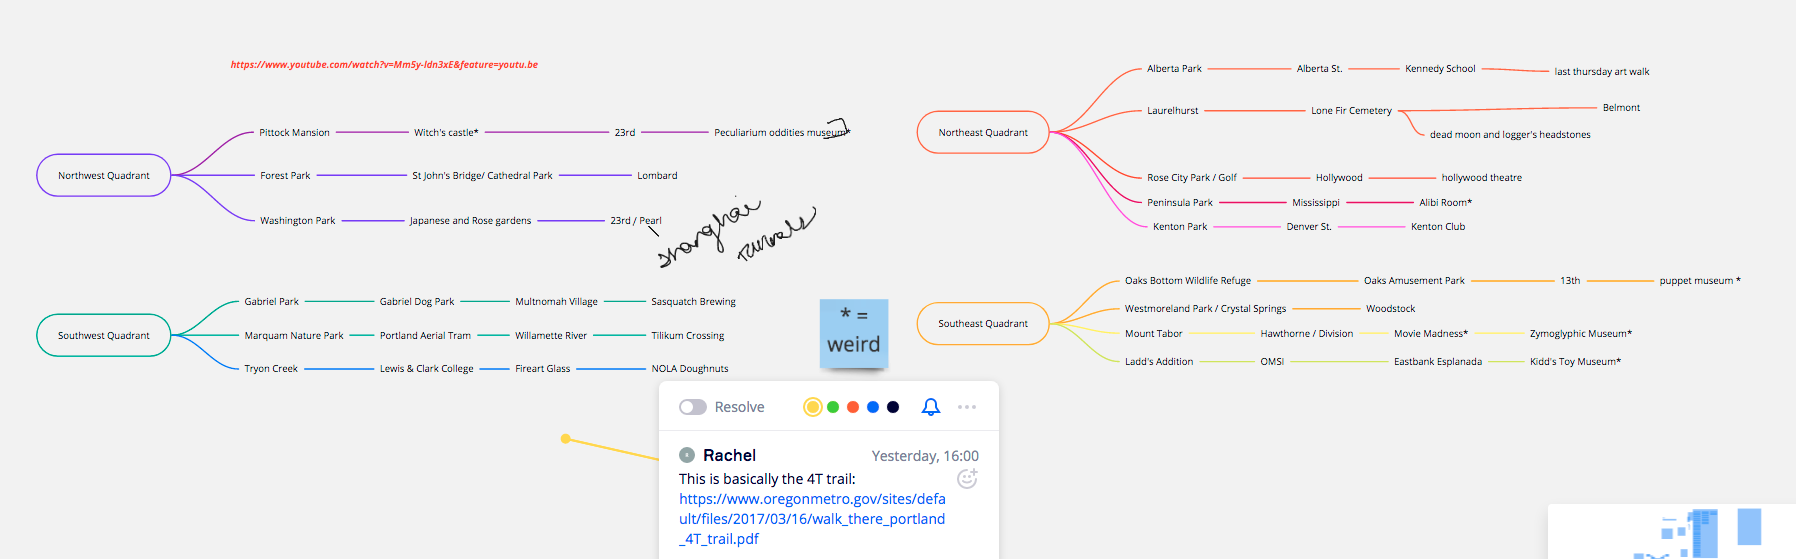 https://www.youtube.com/watch?v=Mm5y-ldn3xE&feature=youtu.be
Northwest Quadrant
Pittock Mansion Witch's castle* 23rd Peculiarium oddities museum*
Forest Park St John's Bridge/ Cathedral Park Lombard
Washington Park Japanese and Rose gardens 23rd / Pearl
shanghai
tunnels
Southwest Quadrant
Gabriel Park Gabriel Dog Park Multnomah Village Sasquatch Brewing
Marquam Nature Park Portland Aerial Tram Willamette River Tilikum Crossing
Tryon Creek Lewis & Clark College Fireart Glass NOLA Doughnuts
* =
weird
Northeast Quadrant
Alberta Park Alberta St. Kennedy School last thursday art walk
Laurelhurst Lone Fir Cemetery Belmont
dead moon and logger's headstones
Rose City Park / Golf Hollywood hollywood theatre
Peninsula Park Mississippi Alibi Room*
Kenton Park Denver St. Kenton Club
Southeast Quadrant
Oaks Bottom Wildlife Refuge Oaks Amusement Park 13th puppet museum *
Westmoreland Park / Crystal Springs Woodstock
Mount Tabor Hawthorne / Division Movie Madness* Zymoglyphic Museum*
Ladd's Addition OMSI Eastbank Esplanada Kidd's Toy Museum*
Resolve
Rachel Yesterday, 16:00
This is basically the 4T trail:
https://www.oregonmetro.gov/sites/defa
ult/files/2017/03/16/walk_there_portland
_4T_trail.pdf